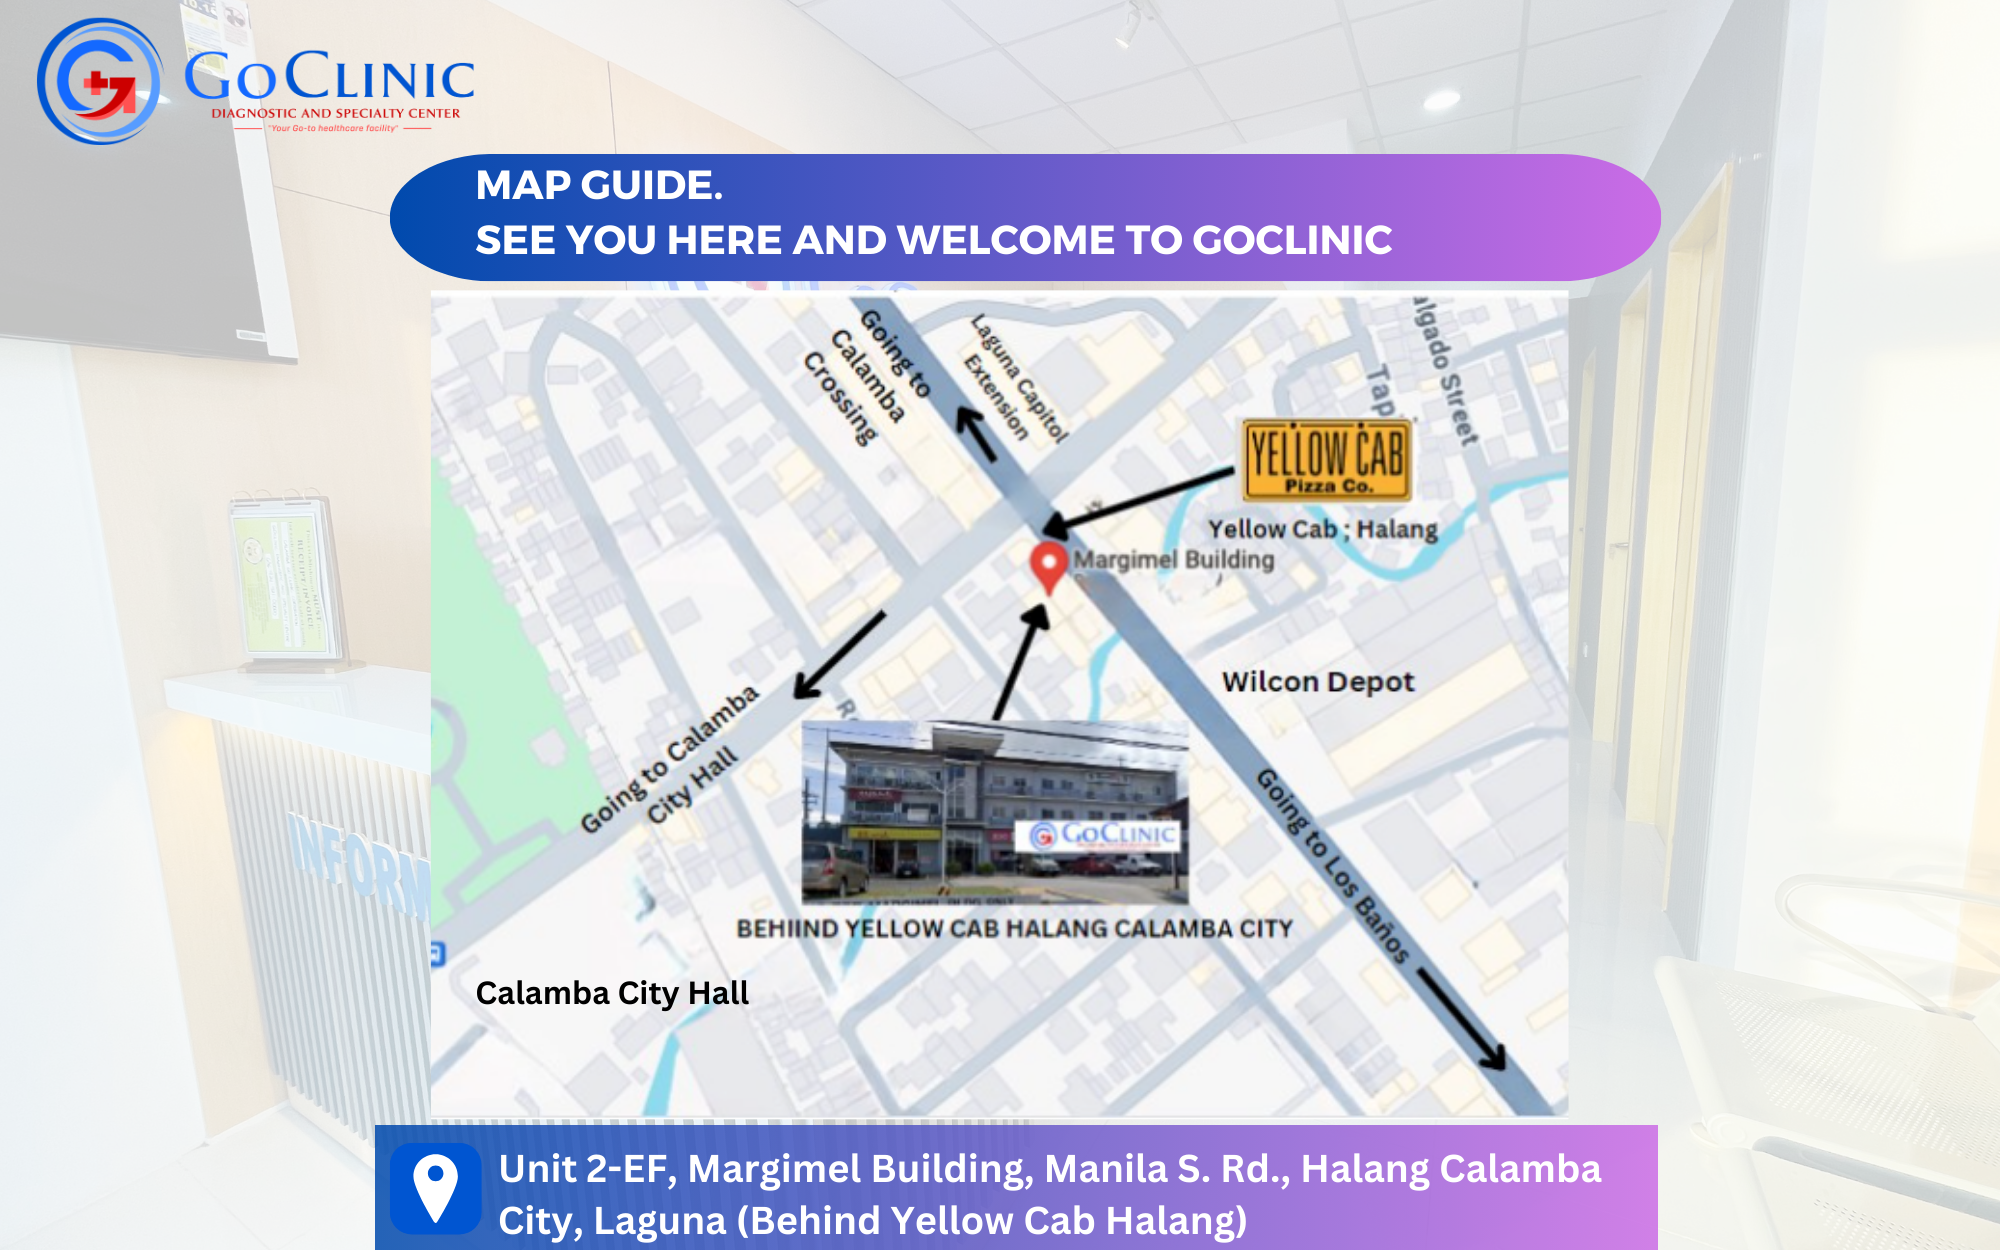 GOCLINIC
DIAGNOSTIC AND SPECIALTY CENTER
"Your Go-to healthcare facility"
MAP GUIDE.
SEE YOU HERE AND WELCOME TO GOCLINIC
Going to
Calamba
Crossing
Laguna Capitol
Extension
algado Street
YELLOW CAB
Pizza Co.
Yellow Cab ; Halang
Margimel Building
Wilcon Depot
Going to Calamba
City Hall
GOCLINIC
Going to Los Baños
BEHIIND YELLOW CAB HALANG CALAMBA CITY
Calamba City Hall
INFORM
Unit 2-EF, Margimel Building, Manila S. Rd., Halang Calamba
City, Laguna (Behind Yellow Cab Halang)